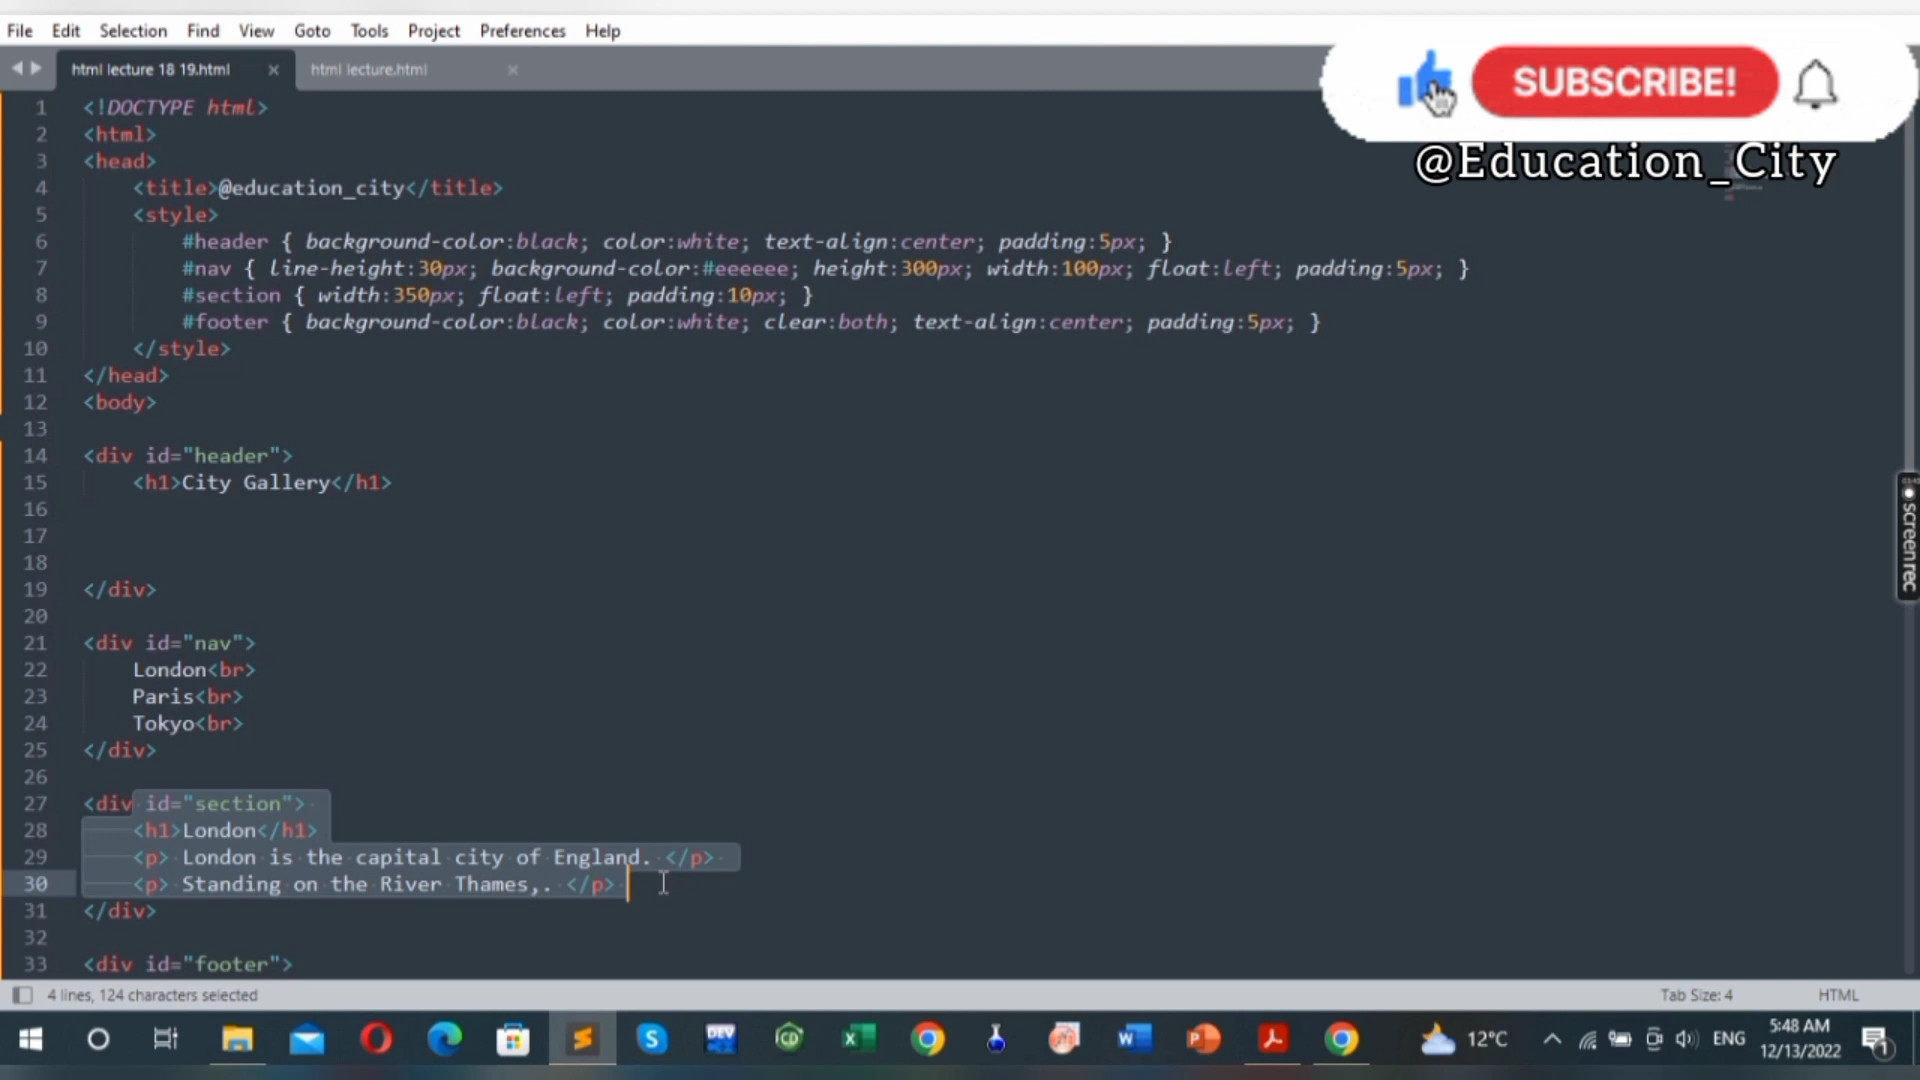 File Edit Selection Find View Goto Tools Project Preferences Help
html lecture 18 19.html × html lecture.html ×
SUBSCRIBE!
@Education_City
1 <!DOCTYPE html>
2 <html>
3 <head>
4 <title>@education_city</title>
5 <style>
6 #header { background-color:black; color:white; text-align:center; padding:5px; }
7 #nav { line-height:30px; background-color:#eeeeee; height:300px; width:100px; float:left; padding:5px; }
8 #section { width:350px; float:left; padding:10px; }
9 #footer { background-color:black; color:white; clear:both; text-align:center; padding:5px; }
10 </style>
11 </head>
12 <body>
13
14 <div id="header">
15 <h1>City Gallery</h1>
16
17
18
19 </div>
20
21 <div id="nav">
22 London<br>
23 Paris<br>
24 Tokyo<br>
25 </div>
26
27 <div id="section">
28 <h1>London</h1>
29 <p> London is the capital city of England. </p>
30 <p> Standing on the River Thames,. </p>
31 </div>
32
33 <div id="footer">
screenrec
4 lines, 124 characters selected Tab Size: 4 HTML
12°C ENG 5:48 AM
12/13/2022